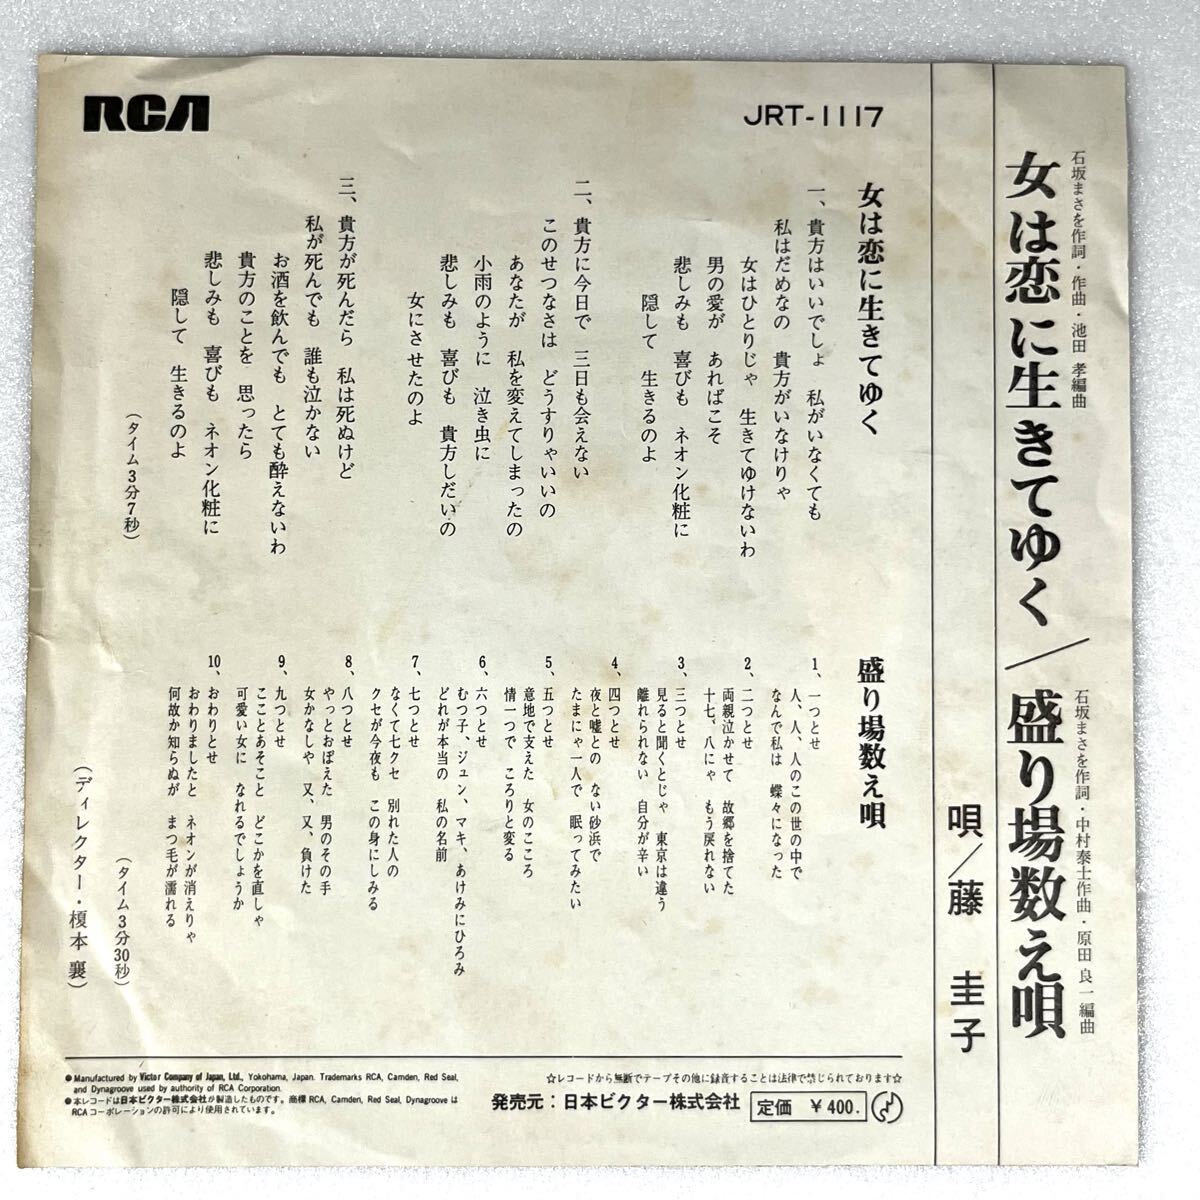 RCA
JRT-1117
石坂まさを作詞・作曲・池田 孝編曲
女は恋に生きてゆく／盛り場数え唄
石坂まさを作詞・中村泰士作曲・原田 良一編曲
唄／藤 圭子
女は恋に生きてゆく
一、貴方はいいでしょ 私がいなくても
私はだめなの 貴方がいなけりゃ
女はひとりじゃ 生きてゆけないわ
男の愛が あればこそ
悲しみも 喜びも ネオン化粧に
隠して 生きるのよ
二、貴方に今日で 三日も会えない
このせつなさは どうすりゃいいの
あなたが 私を変えてしまったの
小雨のように 泣き虫に
悲しみも 喜びも 貴方しだいの
女にさせたのよ
三、貴方が死んだら 私は死ぬけど
私が死んでも 誰も泣かない
お酒を飲んでも とても酔えないわ
貴方のことを 思ったら
悲しみも 喜びも ネオン化粧に
隠して 生きるのよ
（タイム3分7秒）
盛り場数え唄
1、一つとせ
人、人、人のこの世の中で
なんで私は 蝶々になった
2、二つとせ
両親泣かせて 故郷を捨てた
十七、八にゃ もう戻れない
3、三つとせ
見ると聞くとじゃ 東京は違う
離れられない 自分が辛い
4、四つとせ
夜と嘘との ない砂浜で
たまにゃ一人で 眠ってみたい
5、五つとせ
意地で支えた 女のこころ
情一つで ころりと変る
6、六つとせ
むつ子、ジュン、マキ、あけみにひろみ
どれが本当の 私の名前
7、七つとせ
なくて七クセ 別れた人の
クセが今夜も この身にしみる
8、八つとせ
やっとおぼえた 男のその手
女かなしや 又、又、負けた
9、九つとせ
こことあそこと どこかを直しゃ
可愛い女に なれるでしょうか
10、おわりとせ
おわりましたと ネオンが消えりゃ
何故か知らぬが まつ毛が濡れる
（タイム3分30秒）
（ディレクター・榎本 襄）
●Manufactured by Victor Company of Japan, Ltd., Yokohama, Japan. Trademarks RCA, Camden, Red Seal,
and Dynagroove used by authority of RCA Corporation.
●本レコードは日本ビクター株式会社が製造したものです。商標RCA, Camden, Red Seal, Dynagroove は
RCAコーポレーションの許可により使用されています。
☆レコードから無断でテープその他に録音することは法律で禁じられております☆
発売元：日本ビクター株式会社 定価 ￥400.